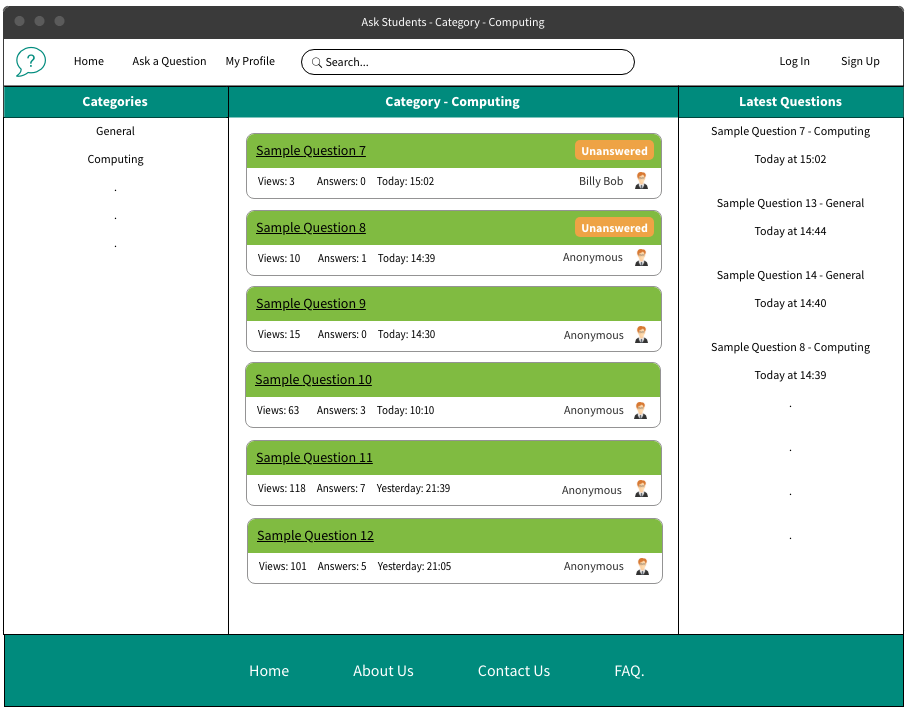 Ask Students - Category - Computing
?
Home Ask a Question My Profile Search... Log In Sign Up
Categories
General
Computing
.
.
.
Category - Computing
Sample Question 7 Unanswered
Views: 3 Answers: 0 Today: 15:02 Billy Bob
Sample Question 8 Unanswered
Views: 10 Answers: 1 Today: 14:39 Anonymous
Sample Question 9
Views: 15 Answers: 0 Today: 14:30 Anonymous
Sample Question 10
Views: 63 Answers: 3 Today: 10:10 Anonymous
Sample Question 11
Views: 118 Answers: 7 Yesterday: 21:39 Anonymous
Sample Question 12
Views: 101 Answers: 5 Yesterday: 21:05 Anonymous
Latest Questions
Sample Question 7 - Computing
Today at 15:02
Sample Question 13 - General
Today at 14:44
Sample Question 14 - General
Today at 14:40
Sample Question 8 - Computing
Today at 14:39
.
.
.
.
Home About Us Contact Us FAQ.